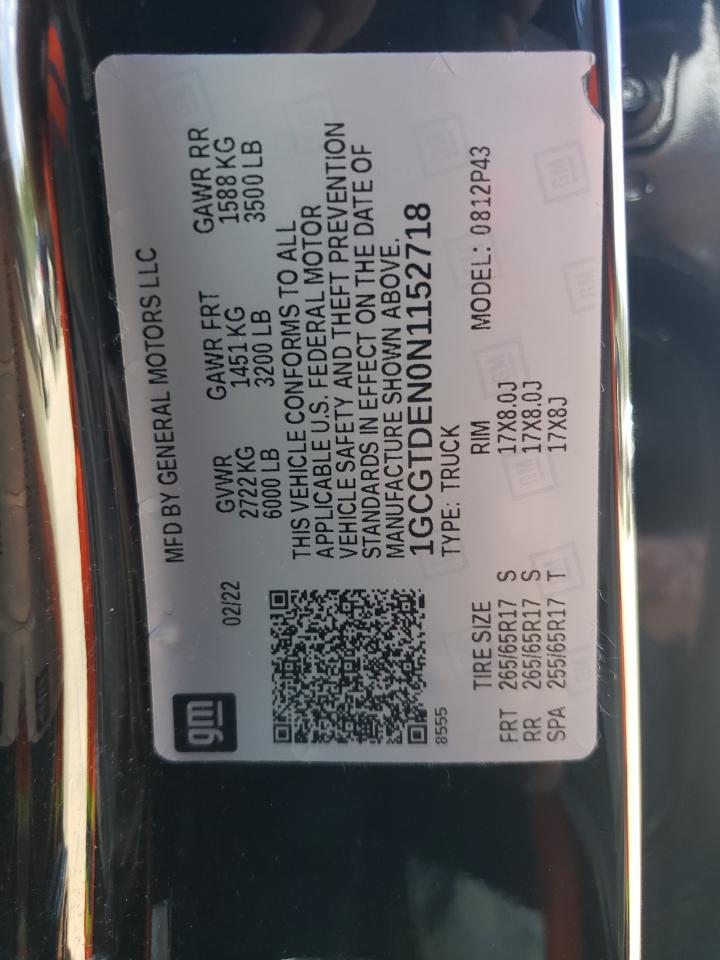 gm
MFD BY GENERAL MOTORS LLC
02/22
GVWR GAWR FRT GAWR RR
2722 KG 1451 KG 1588 KG
6000 LB 3200 LB 3500 LB
THIS VEHICLE CONFORMS TO ALL
APPLICABLE U.S. FEDERAL MOTOR
VEHICLE SAFETY AND THEFT PREVENTION
STANDARDS IN EFFECT ON THE DATE OF
MANUFACTURE SHOWN ABOVE.
1GCGTDEN0N1152718
8555
TYPE: TRUCK MODEL: 0812P43
TIRE SIZE RIM
FRT 265/65R17 S 17X8.0J
RR 265/65R17 S 17X8.0J
SPA 255/65R17 T 17X8J